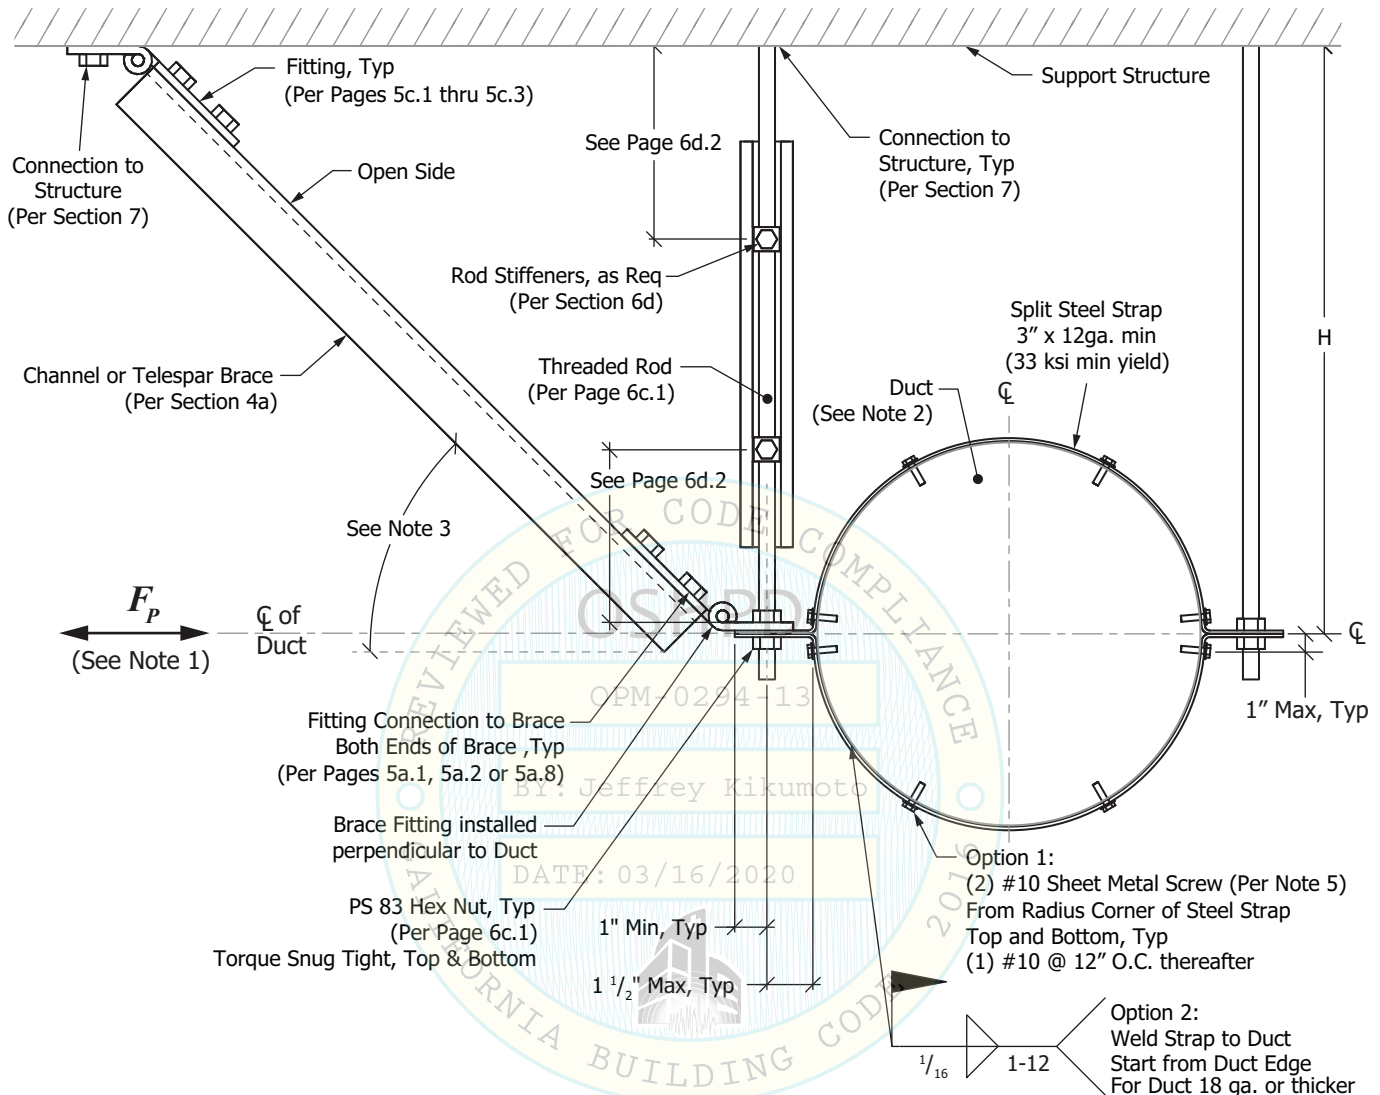 Fitting, Typ
(Per Pages 5c.1 thru 5c.3)
Support Structure
See Page 6d.2
Connection to
Structure, Typ
(Per Section 7)
Connection to
Structure
(Per Section 7)
Open Side
Rod Stiffeners, as Req
(Per Section 6d)
Split Steel Strap
3" x 12ga. min
(33 ksi min yield)
H
Channel or Telespar Brace
(Per Section 4a)
Threaded Rod
(Per Page 6c.1)
Duct
(See Note 2)
℄
See Page 6d.2
See Note 3
F_P
(See Note 1)
℄ of
Duct
℄
1" Max, Typ
Fitting Connection to Brace
Both Ends of Brace ,Typ
(Per Pages 5a.1, 5a.2 or 5a.8)
Brace Fitting installed
perpendicular to Duct
PS 83 Hex Nut, Typ
(Per Page 6c.1)
Torque Snug Tight, Top & Bottom
1" Min, Typ
1 1/2" Max, Typ
Option 1:
(2) #10 Sheet Metal Screw (Per Note 5)
From Radius Corner of Steel Strap
Top and Bottom, Typ
(1) #10 @ 12" O.C. thereafter
1/16
1-12
Option 2:
Weld Strap to Duct
Start from Duct Edge
For Duct 18 ga. or thicker
REVIEWED FOR CODE COMPLIANCE
OSHPD
OPM-0294-13
BY: Jeffrey Kikumoto
DATE: 03/16/2020
CALIFORNIA BUILDING CODE 2016